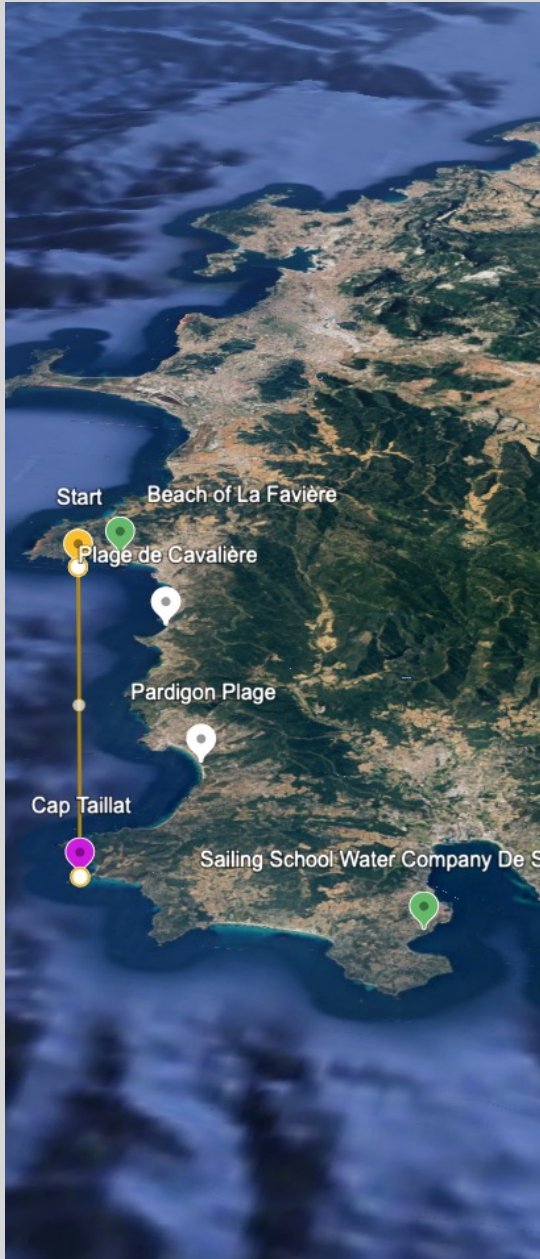 Start
Beach of La Favière
Plage de Cavalière
Pardigon Plage
Cap Taillat
Sailing School Water Company De S